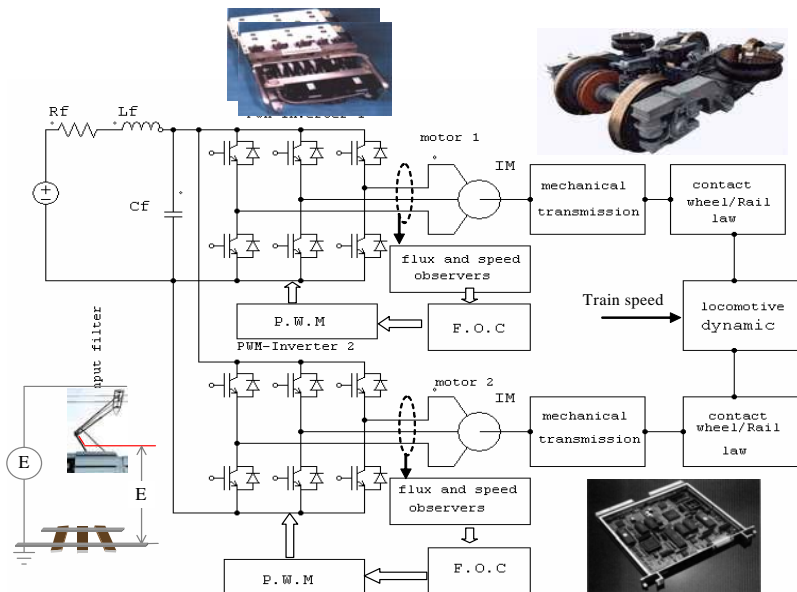 Rf
Lf
Cf
PWM-Inverter 1
motor 1
IM
mechanical
transmission
contact
wheel/Rail
law
flux and speed
observers
P.W.M
F.O.C
Train speed
locomotive
dynamic
PWM-Inverter 2
nput filter
motor 2
IM
mechanical
transmission
contact
wheel/Rail
law
E
E
flux and speed
observers
P.W.M
F.O.C